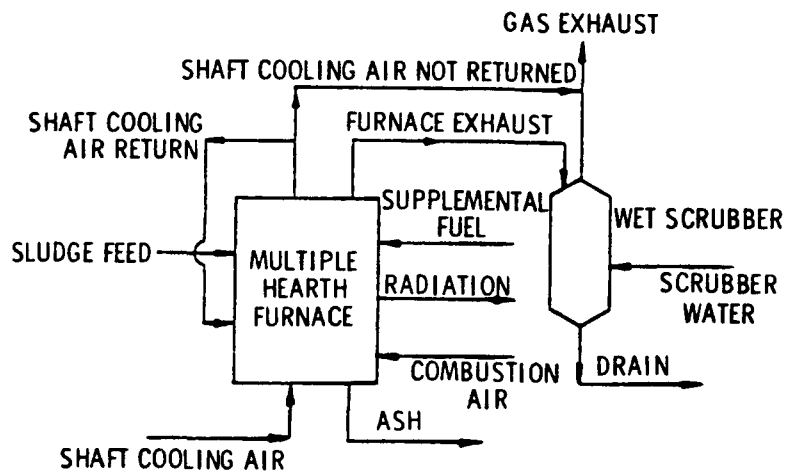 GAS EXHAUST
SHAFT COOLING AIR NOT RETURNED
SHAFT COOLING
AIR RETURN
FURNACE EXHAUST
SUPPLEMENTAL
FUEL
WET SCRUBBER
SLUDGE FEED
MULTIPLE
HEARTH
FURNACE
RADIATION
SCRUBBER
WATER
COMBUSTION
AIR
DRAIN
ASH
SHAFT COOLING AIR